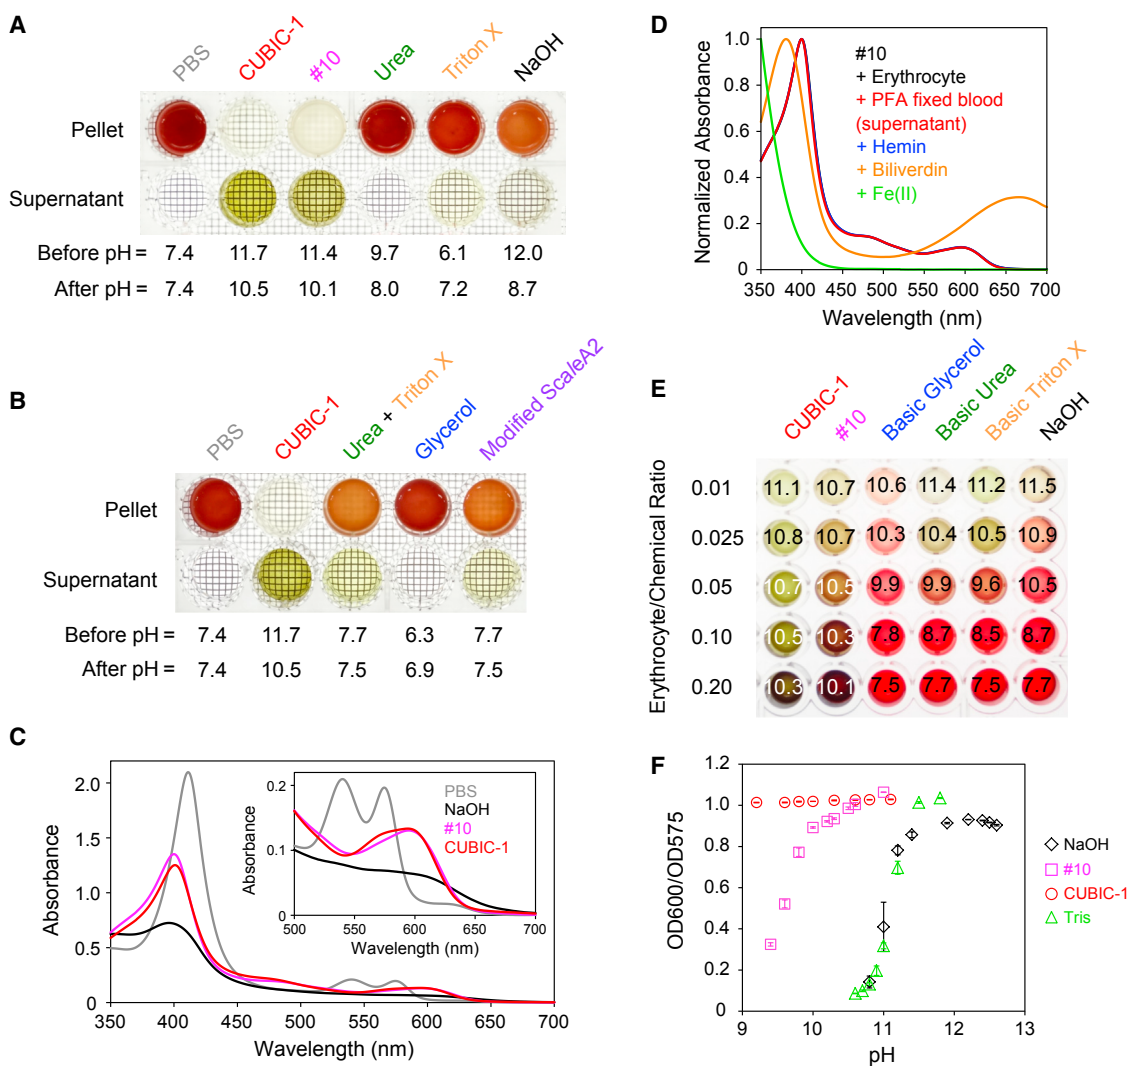 A
PBS
CUBIC-1
#10
Urea
Triton X
NaOH
Pellet
Supernatant
Before pH = 7.4 11.7 11.4 9.7 6.1 12.0
After pH = 7.4 10.5 10.1 8.0 7.2 8.7
B
PBS
CUBIC-1
Urea + Triton X
Glycerol
Modified ScaleA2
Pellet
Supernatant
Before pH = 7.4 11.7 7.7 6.3 7.7
After pH = 7.4 10.5 7.5 6.9 7.5
C
Absorbance
2.0
1.5
1.0
0.5
0
350 400 450 500 550 600 650 700
Wavelength (nm)
Absorbance
0.2
0.1
0
500 550 600 650 700
Wavelength (nm)
PBS
NaOH
#10
CUBIC-1
D
Normalized Absorbance
1.0
0.8
0.6
0.4
0.2
0
350 400 450 500 550 600 650 700
Wavelength (nm)
#10
+ Erythrocyte
+ PFA fixed blood
(supernatant)
+ Hemin
+ Biliverdin
+ Fe(II)
E
CUBIC-1
#10
Basic Glycerol
Basic Urea
Basic Triton X
NaOH
Erythrocyte/Chemical Ratio
0.01 11.1 10.7 10.6 11.4 11.2 11.5
0.025 10.8 10.7 10.3 10.4 10.5 10.9
0.05 10.7 10.5 9.9 9.9 9.6 10.5
0.10 10.5 10.3 7.8 8.7 8.5 8.7
0.20 10.3 10.1 7.5 7.7 7.5 7.7
F
OD600/OD575
1.2
1.0
0.8
0.6
0.4
0.2
0
9 10 11 12 13
pH
NaOH
#10
CUBIC-1
Tris